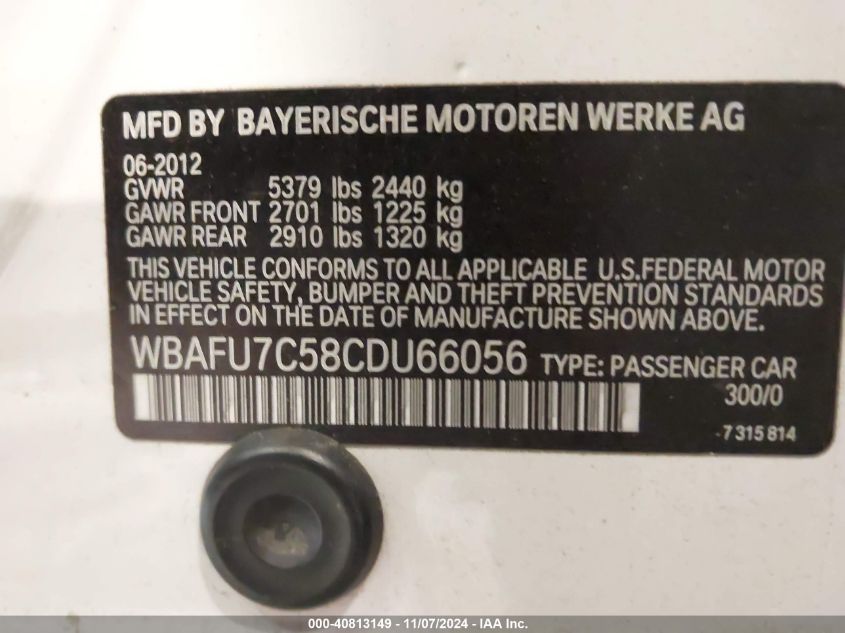 MFD BY BAYERISCHE MOTOREN WERKE AG
06-2012
GVWR 5379 lbs 2440 kg
GAWR FRONT 2701 lbs 1225 kg
GAWR REAR 2910 lbs 1320 kg
THIS VEHICLE CONFORMS TO ALL APPLICABLE U.S.FEDERAL MOTOR
VEHICLE SAFETY, BUMPER AND THEFT PREVENTION STANDARDS
IN EFFECT ON THE DATE OF MANUFACTURE SHOWN ABOVE.
WBAFU7C58CDU66056 TYPE: PASSENGER CAR
300/0
-7 315 814
000-40813149 - 11/07/2024 - IAA Inc.